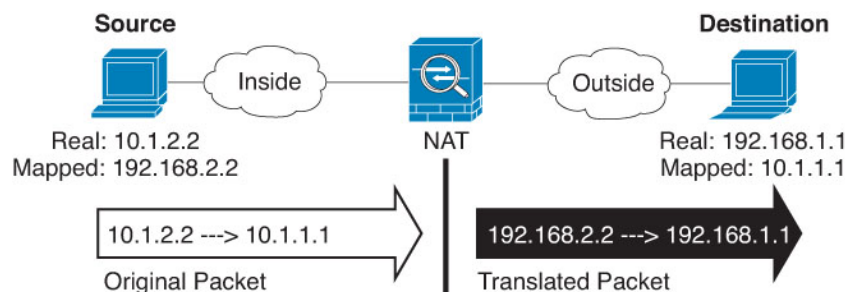 Source
Destination
Inside
Outside
NAT
Real: 10.1.2.2
Mapped: 192.168.2.2
Real: 192.168.1.1
Mapped: 10.1.1.1
10.1.2.2 ---> 10.1.1.1
192.168.2.2 ---> 192.168.1.1
Original Packet
Translated Packet